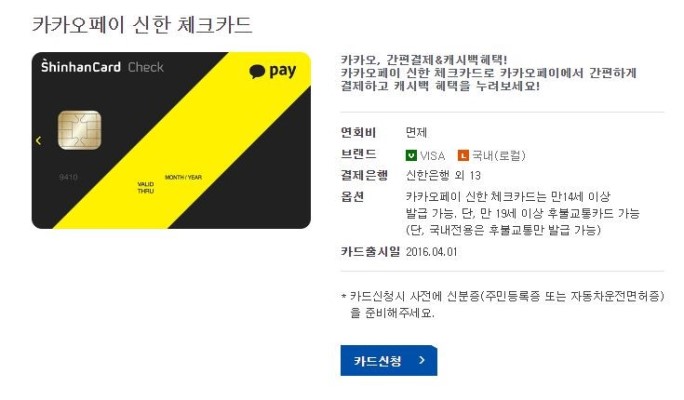 카카오페이 신한 체크카드
ShinhanCard Check
pay
9410
VALID
THRU
MONTH / YEAR
카카오, 간편결제&캐시백혜택!
카카오페이 신한 체크카드로 카카오페이에서 간편하게
결제하고 캐시백 혜택을 누려보세요!
연회비 면제
브랜드 V VISA L 국내(로컬)
결제은행 신한은행 외 13
옵션 카카오페이 신한 체크카드는 만14세 이상
발급 가능. 단, 만 19세 이상 후불교통카드 가능
(단, 국내전용은 후불교통만 발급 가능)
카드출시일 2016.04.01
* 카드신청시 사전에 신분증(주민등록증 또는 자동차운전면허증)
을 준비해주세요.
카드신청 >